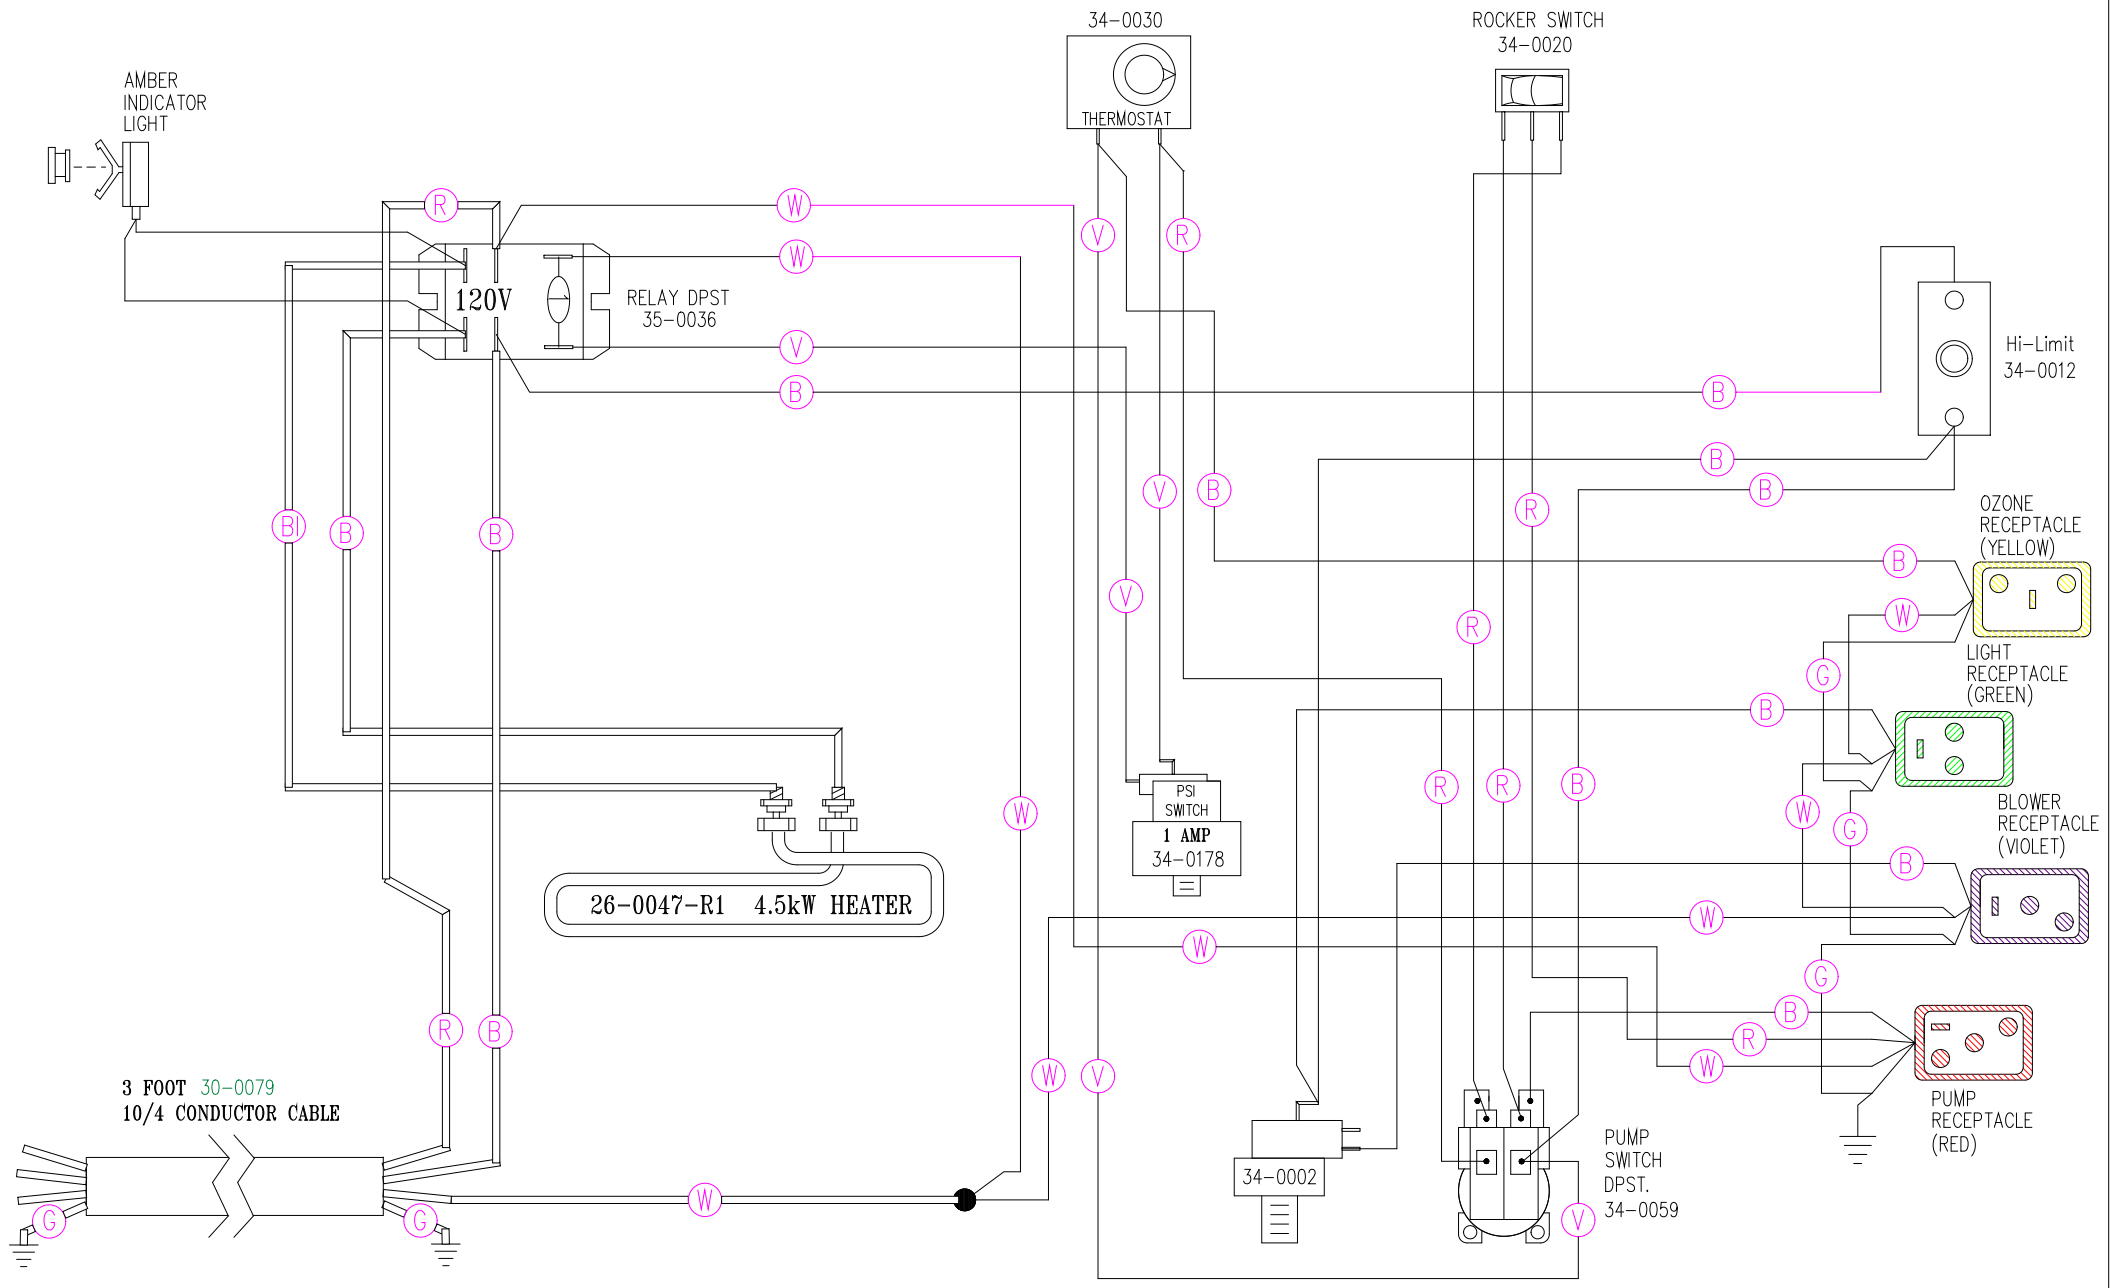 34-0030
THERMOSTAT
ROCKER SWITCH
34-0020
AMBER
INDICATOR
LIGHT
R
W
W
V
R
120V
RELAY DPST
35-0036
V
B
B
Hi-Limit
34-0012
B
B
V
B
R
Bl
B
B
OZONE
RECEPTACLE
(YELLOW)
B
V
W
R
LIGHT
RECEPTACLE
(GREEN)
G
B
PSI
SWITCH
1 AMP
34-0178
W
R
R
B
W
G
BLOWER
RECEPTACLE
(VIOLET)
B
26-0047-R1 4.5kW HEATER
W
W
G
B
R
W
R
B
W
V
PUMP
RECEPTACLE
(RED)
3 FOOT 30-0079
10/4 CONDUCTOR CABLE
34-0002
PUMP
SWITCH
DPST.
34-0059
W
G
G
V